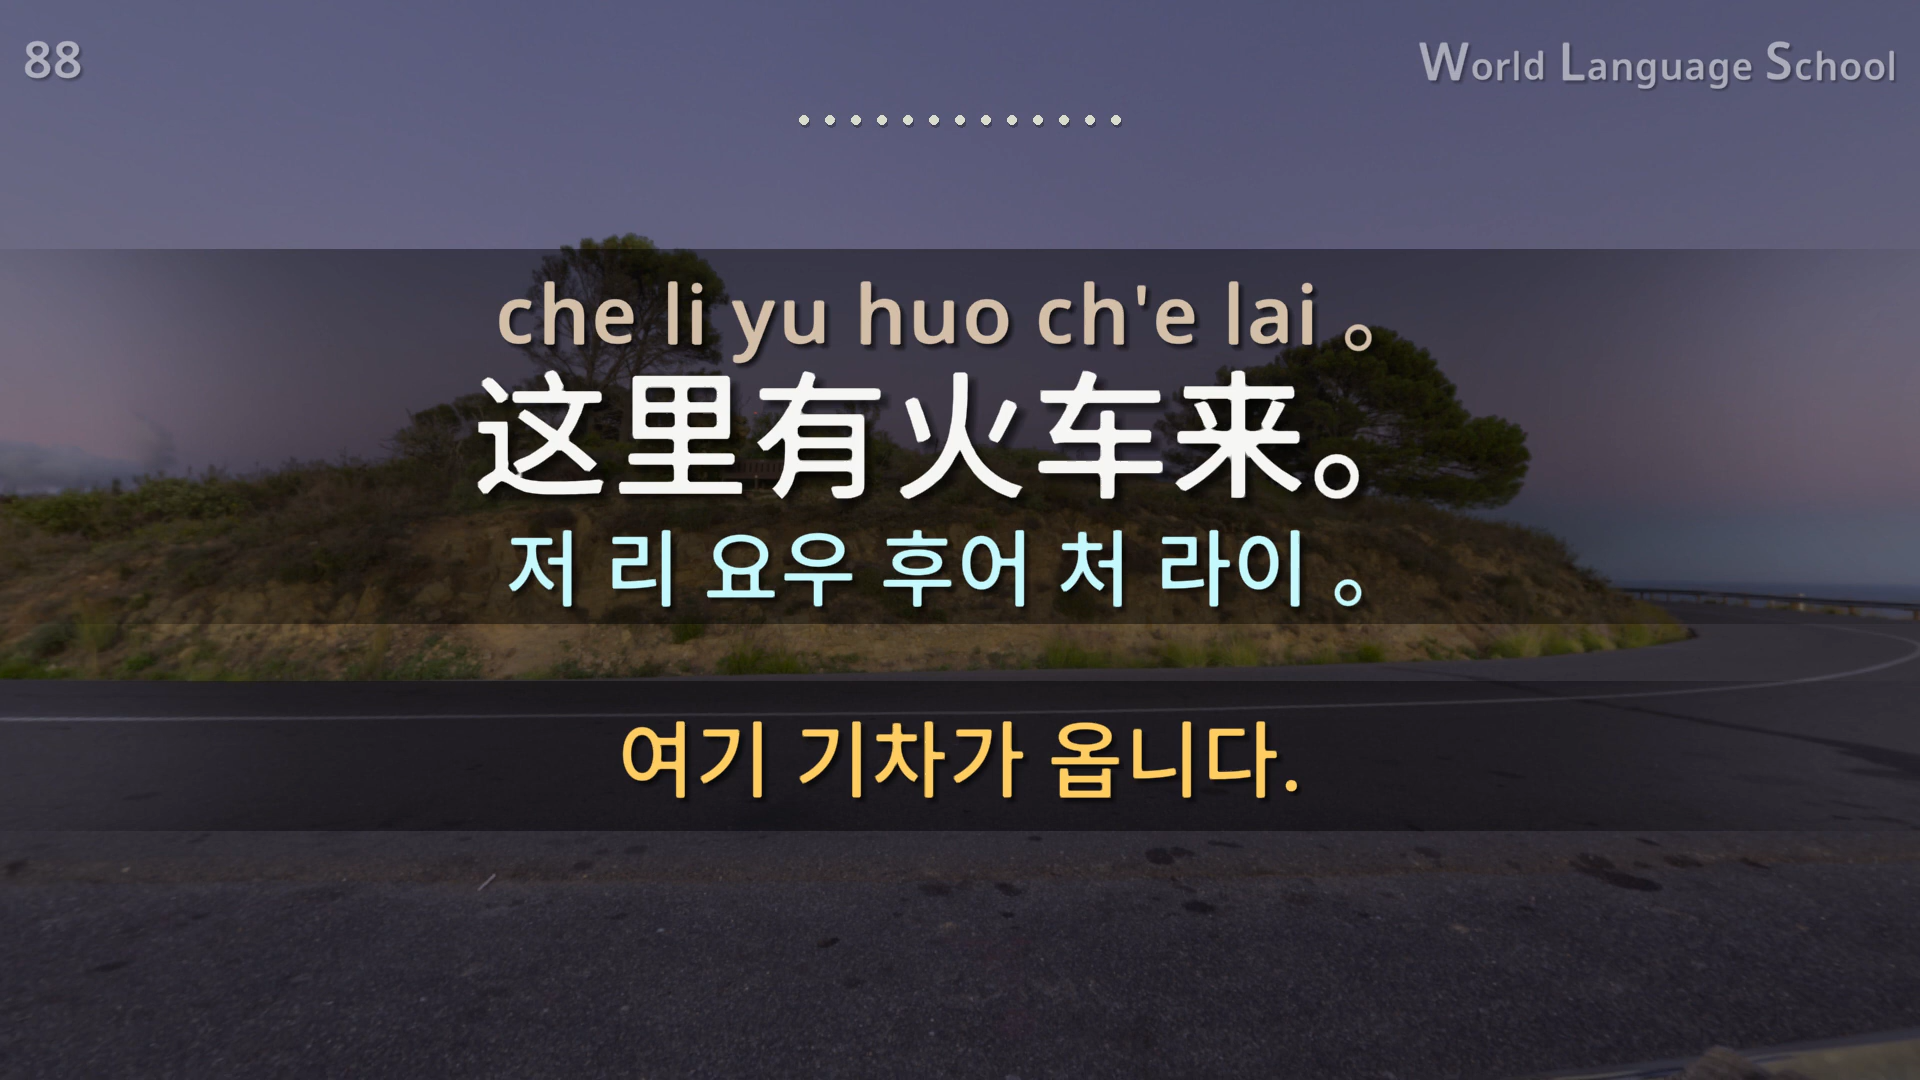 88
World Language School
.............
che li yu huo ch'e lai 。
这里有火车来。
저 리 요우 후어 처 라이 。
여기 기차가 옵니다.